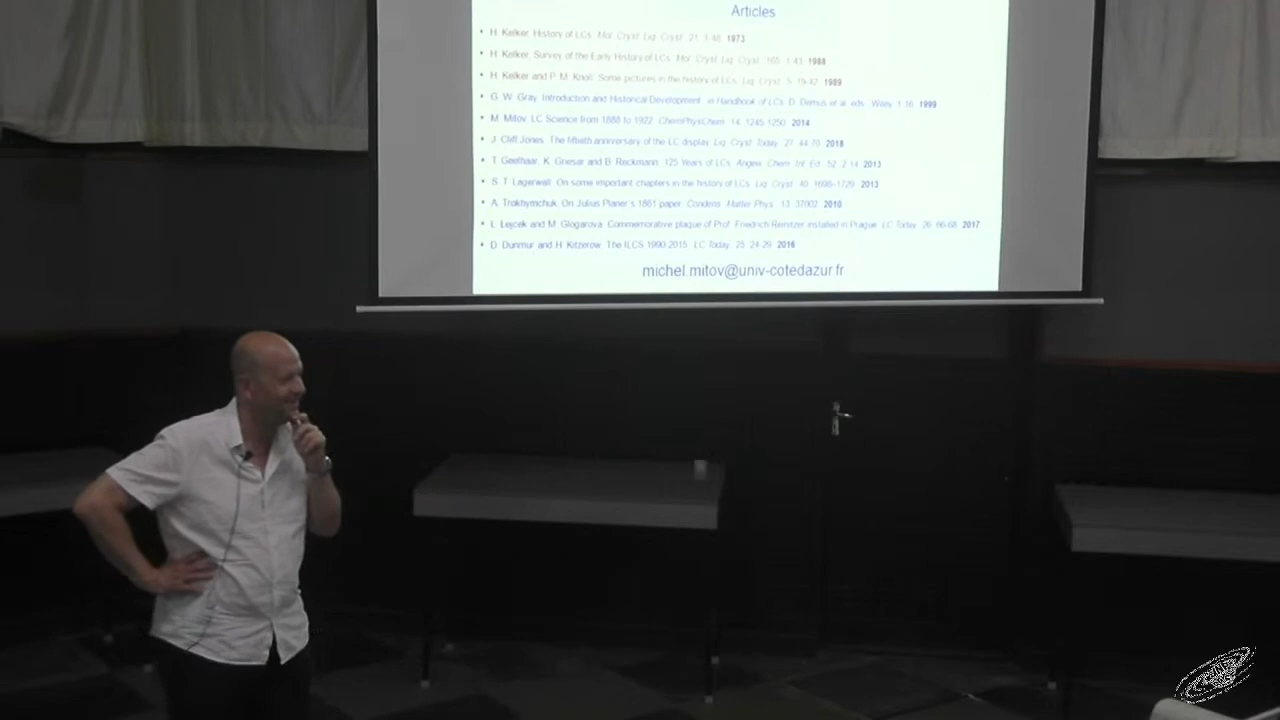 Articles
• H. Kelker, History of LCs. Mol. Cryst. Liq. Cryst. 21, 1-48, 1973
• H. Kelker, Survey of the Early History of LCs. Mol. Cryst. Liq. Cryst. 165, 1-43, 1988
• H. Kelker and P. M. Knoll, Some pictures in the history of LCs. Liq. Cryst. 5, 19-42, 1989
• G. W. Gray, Introduction and Historical Development, in Handbook of LCs, D. Demus et al. eds., Wiley, 1-16, 1999
• M. Mitov, LC Science from 1888 to 1922. ChemPhysChem, 14, 1245-1250, 2014
• J. Cliff Jones, The fiftieth anniversary of the LC display. Liq. Cryst. Today, 27, 44-70, 2018
• T. Geelhaar, K. Griesar and B. Reckmann, 125 Years of LCs. Angew. Chem. Int. Ed. 52, 2-14, 2013
• S. T. Lagerwall, On some important chapters in the history of LCs. Liq. Cryst. 40, 1698-1729, 2013
• A. Trokhymchuk, On Julius Planer's 1861 paper. Condens. Matter Phys. 13, 37002, 2010
• L. Lejcek and M. Glogarova, Commemorative plaque of Prof. Friedrich Reinitzer installed in Prague. LC Today, 26, 66-68, 2017
• D. Dunmur and H. Kitzerow, The ILCS 1990-2015. LC Today, 25, 24-29, 2016
michel.mitov@univ-cotedazur.fr